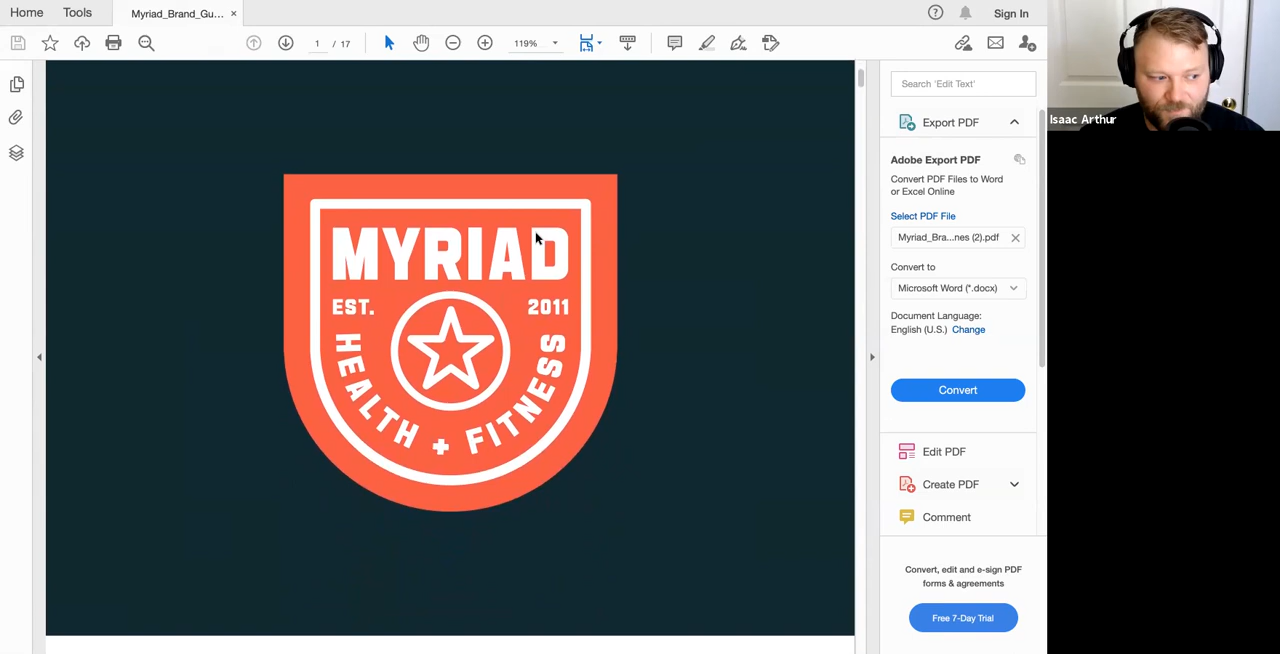 Home
Tools
Myriad_Brand_Gu...
×
Sign In
1 / 17
119%
MYRIAD
EST. 2011
HEALTH + FITNESS
Search 'Edit Text'
Export PDF
Adobe Export PDF
Convert PDF Files to Word
or Excel Online
Select PDF File
Myriad_Bra...nes (2).pdf
Convert to
Microsoft Word (*.docx)
Document Language:
English (U.S.) Change
Convert
Edit PDF
Create PDF
Comment
Convert, edit and e-sign PDF
forms & agreements
Free 7-Day Trial
Isaac Arthur